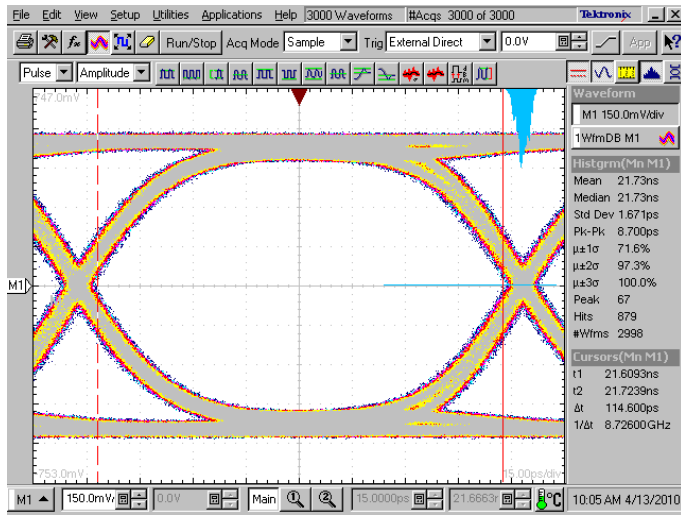 File Edit View Setup Utilities Applications Help 3000 Waveforms #Acqs 3000 of 3000 Tektronix
Run/Stop Acq Mode Sample Trig External Direct 0.0V App
Pulse Amplitude
747.0mV
Waveform
M1 150.0mV/div
1 WfmDB M1
Histgrm(Mn M1)
Mean 21.73ns
Median 21.73ns
Std Dev 1.671ps
Pk-Pk 8.700ps
µ±1σ 71.6%
µ±2σ 97.3%
µ±3σ 100.0%
Peak 67
Hits 879
#Wfms 2998
M1
Cursors(Mn M1)
t1 21.6093ns
t2 21.7239ns
Δt 114.600ps
1/Δt 8.72600GHz
-753.0mV 15.00ps/div
M1 150.0mV 0.0V Main 1 2 15.0000ps 21.6663 °C 10:05 AM 4/13/2010